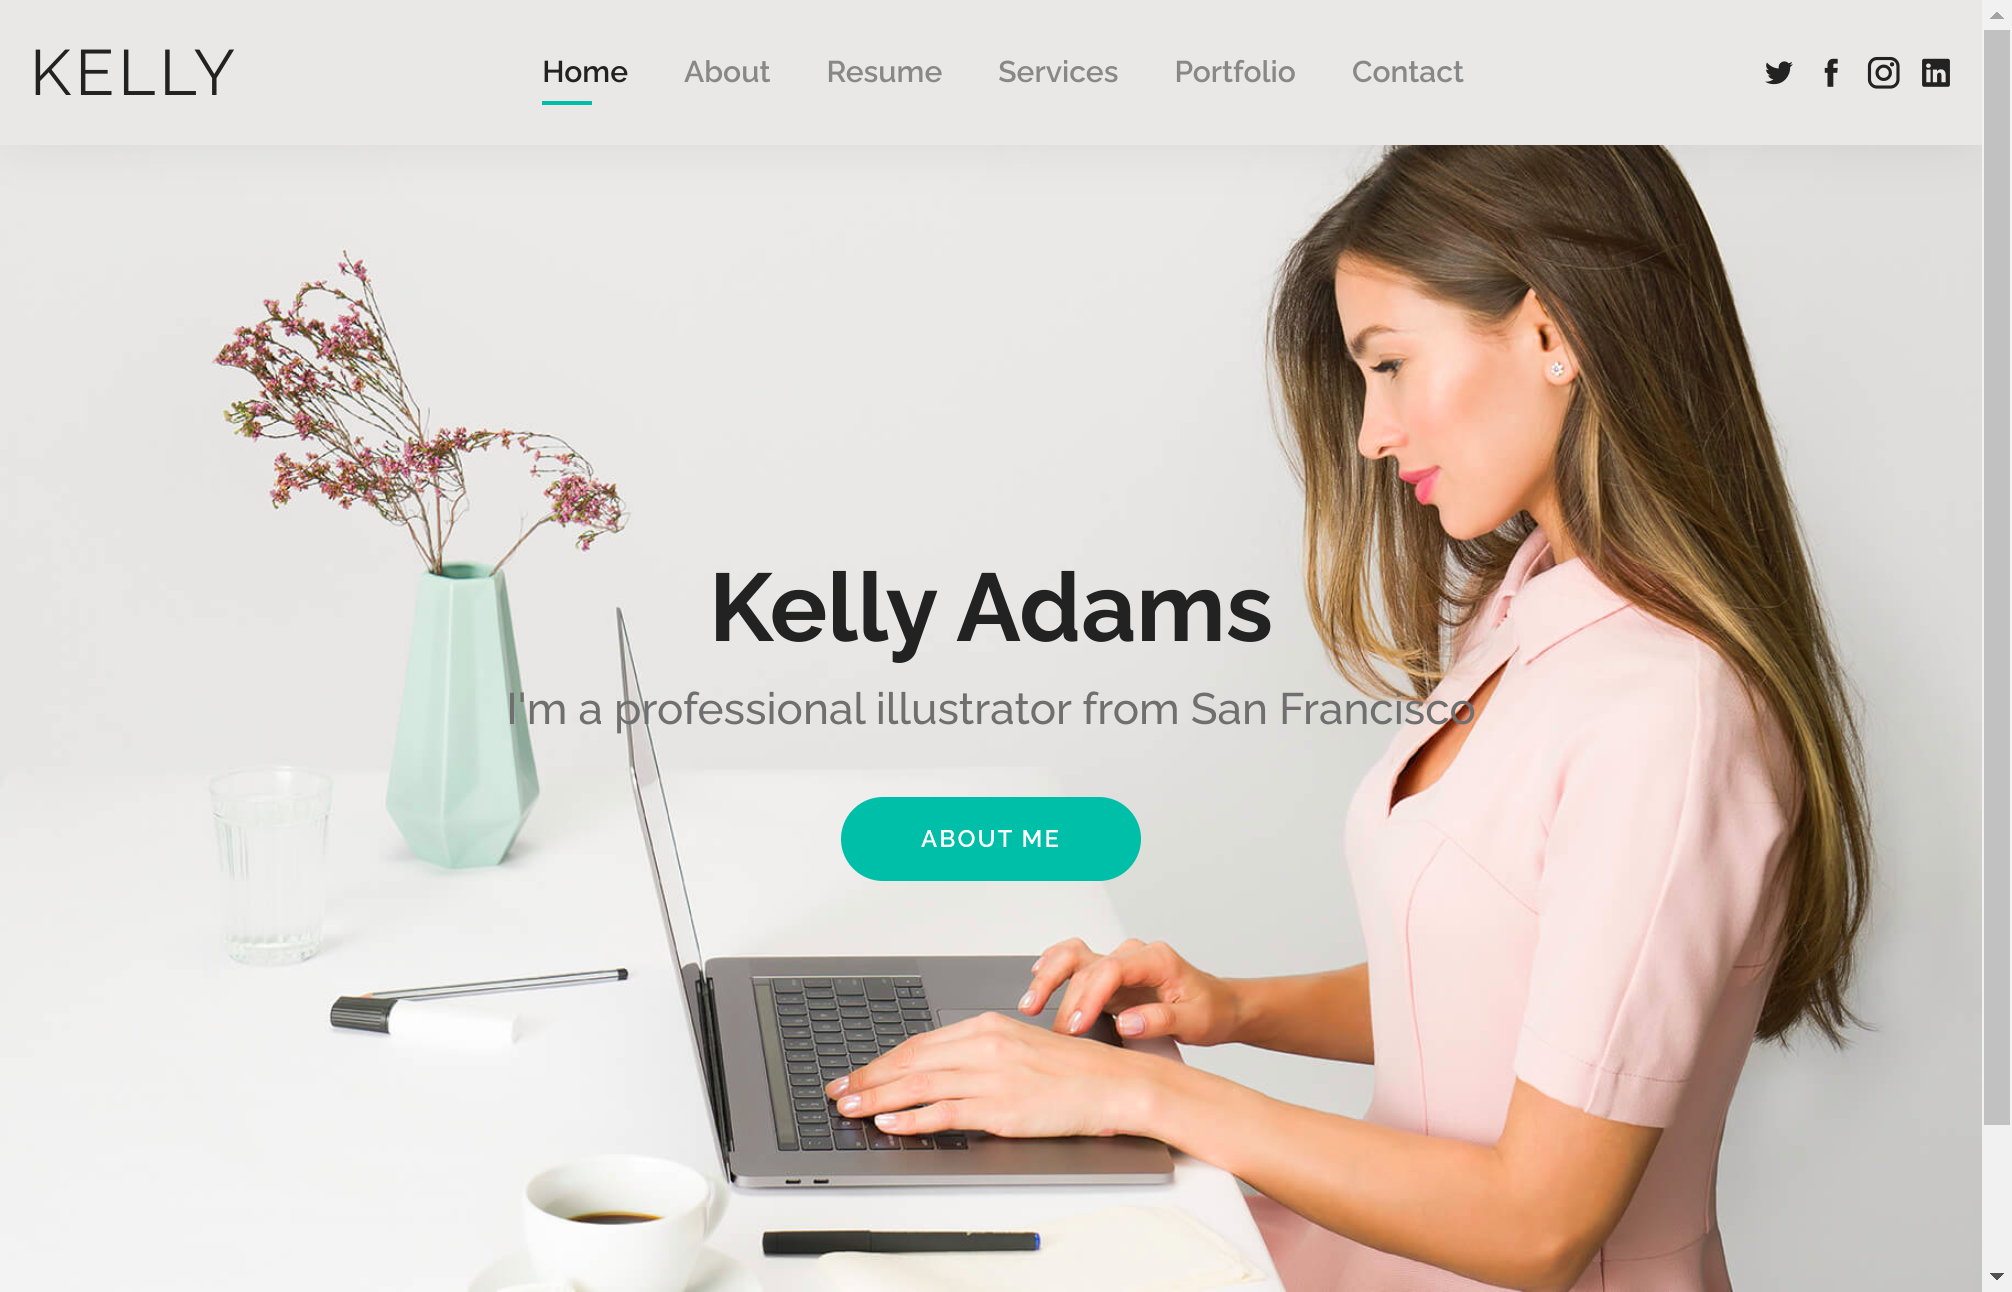 KELLY
Home About Resume Services Portfolio Contact
Kelly Adams
I'm a professional illustrator from San Francisco
ABOUT ME